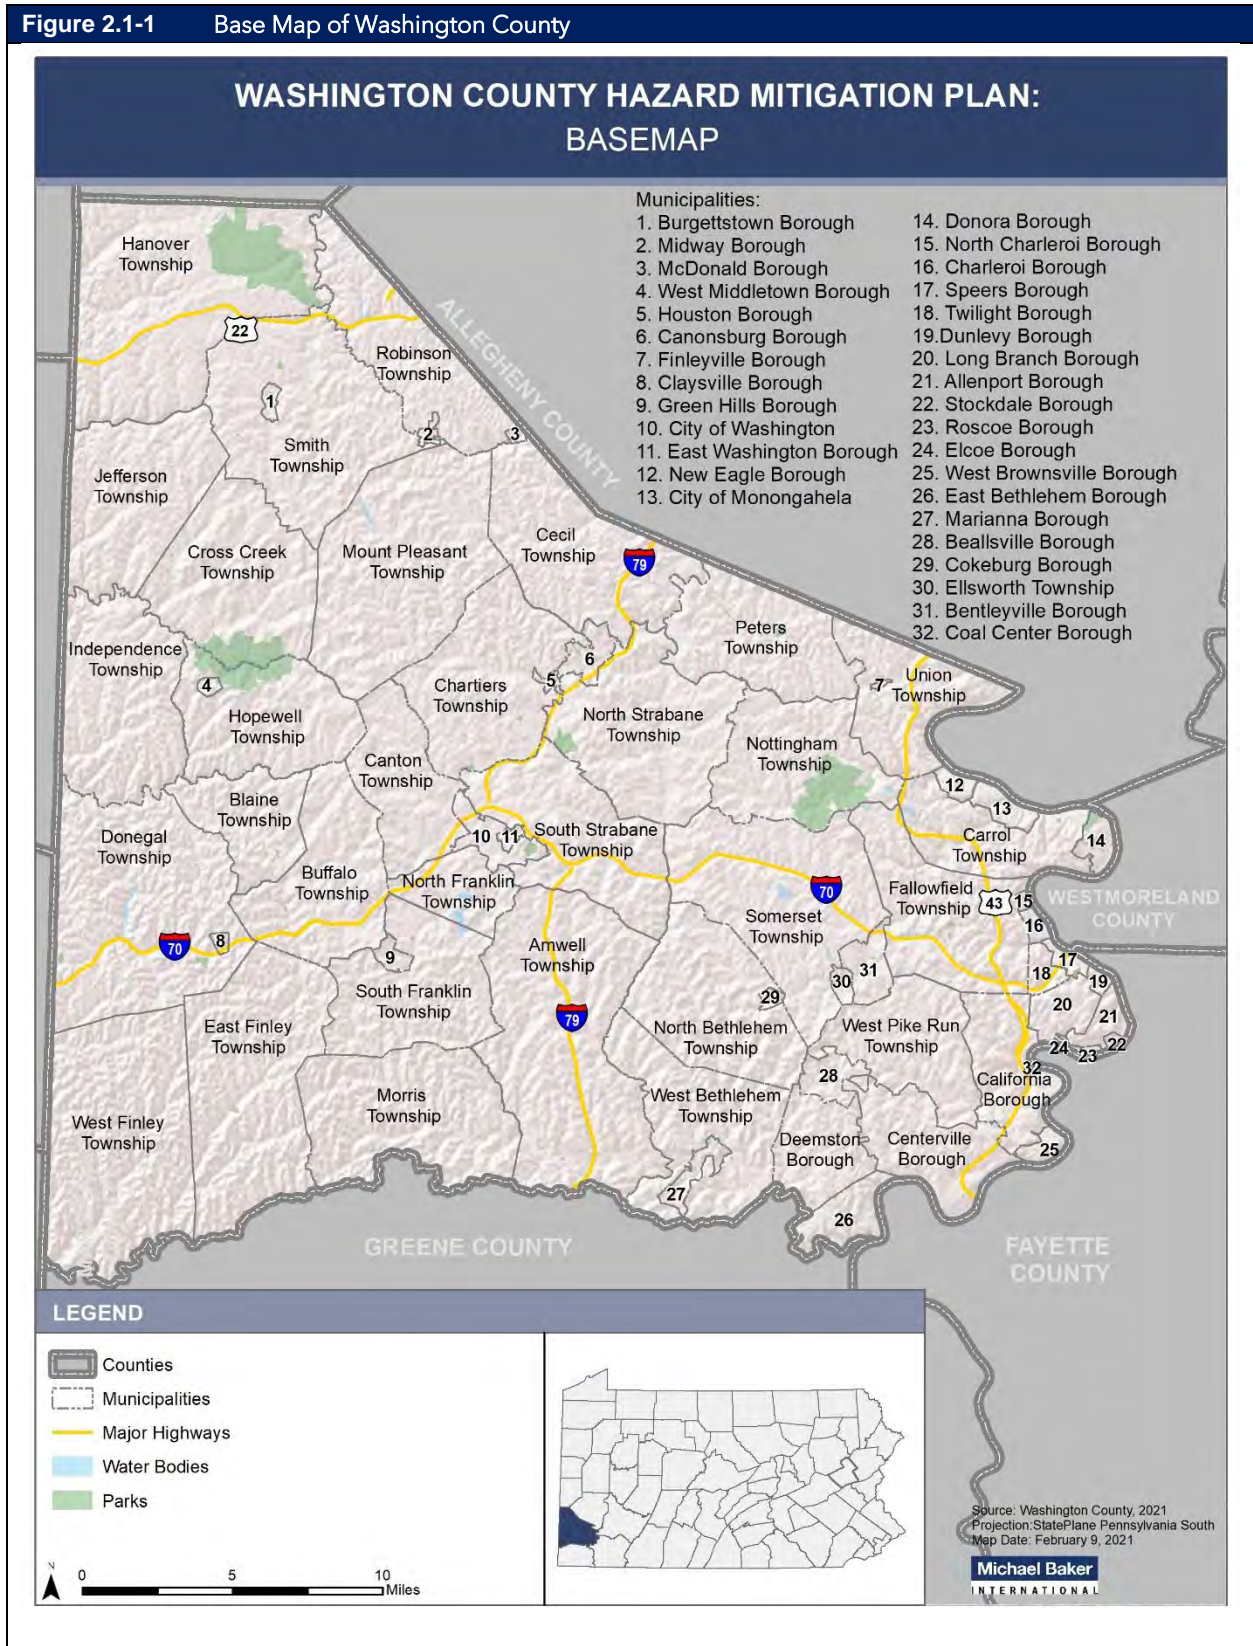 Figure 2.1-1 Base Map of Washington County
WASHINGTON COUNTY HAZARD MITIGATION PLAN:
BASEMAP
Municipalities:
1. Burgettstown Borough
2. Midway Borough
3. McDonald Borough
4. West Middletown Borough
5. Houston Borough
6. Canonsburg Borough
7. Finleyville Borough
8. Claysville Borough
9. Green Hills Borough
10. City of Washington
11. East Washington Borough
12. New Eagle Borough
13. City of Monongahela
14. Donora Borough
15. North Charleroi Borough
16. Charleroi Borough
17. Speers Borough
18. Twilight Borough
19.Dunlevy Borough
20. Long Branch Borough
21. Allenport Borough
22. Stockdale Borough
23. Roscoe Borough
24. Elcoe Borough
25. West Brownsville Borough
26. East Bethlehem Borough
27. Marianna Borough
28. Beallsville Borough
29. Cokeburg Borough
30. Ellsworth Township
31. Bentleyville Borough
32. Coal Center Borough
Hanover
Township
22
ALLEGHENY COUNTY
Robinson
Township
1
2
3
Smith
Township
Jefferson
Township
Cross Creek
Township
Mount Pleasant
Township
Cecil
Township
79
Independence
Township
4
Hopewell
Township
Chartiers
Township
5
6
Peters
Township
7
Union
Township
North Strabane
Township
Nottingham
Township
Canton
Township
Blaine
Township
12
13
14
Donegal
Township
10
11
South Strabane
Township
Carrol
Township
Buffalo
Township
North Franklin
Township
70
Fallowfield
Township
43
15
16
WESTMORELAND
COUNTY
Somerset
Township
70
8
9
Amwell
Township
17
18
19
20
21
22
23
24
South Franklin
Township
79
29
30
31
East Finley
Township
North Bethlehem
Township
West Pike Run
Township
28
32
California
Borough
Morris
Township
West Bethlehem
Township
West Finley
Township
Deemston
Borough
Centerville
Borough
25
27
26
GREENE COUNTY
FAYETTE
COUNTY
LEGEND
Counties
Municipalities
Major Highways
Water Bodies
Parks
N
0 5 10
Miles
Source: Washington County, 2021
Projection:StatePlane Pennsylvania South
Map Date: February 9, 2021
Michael Baker
INTERNATIONAL